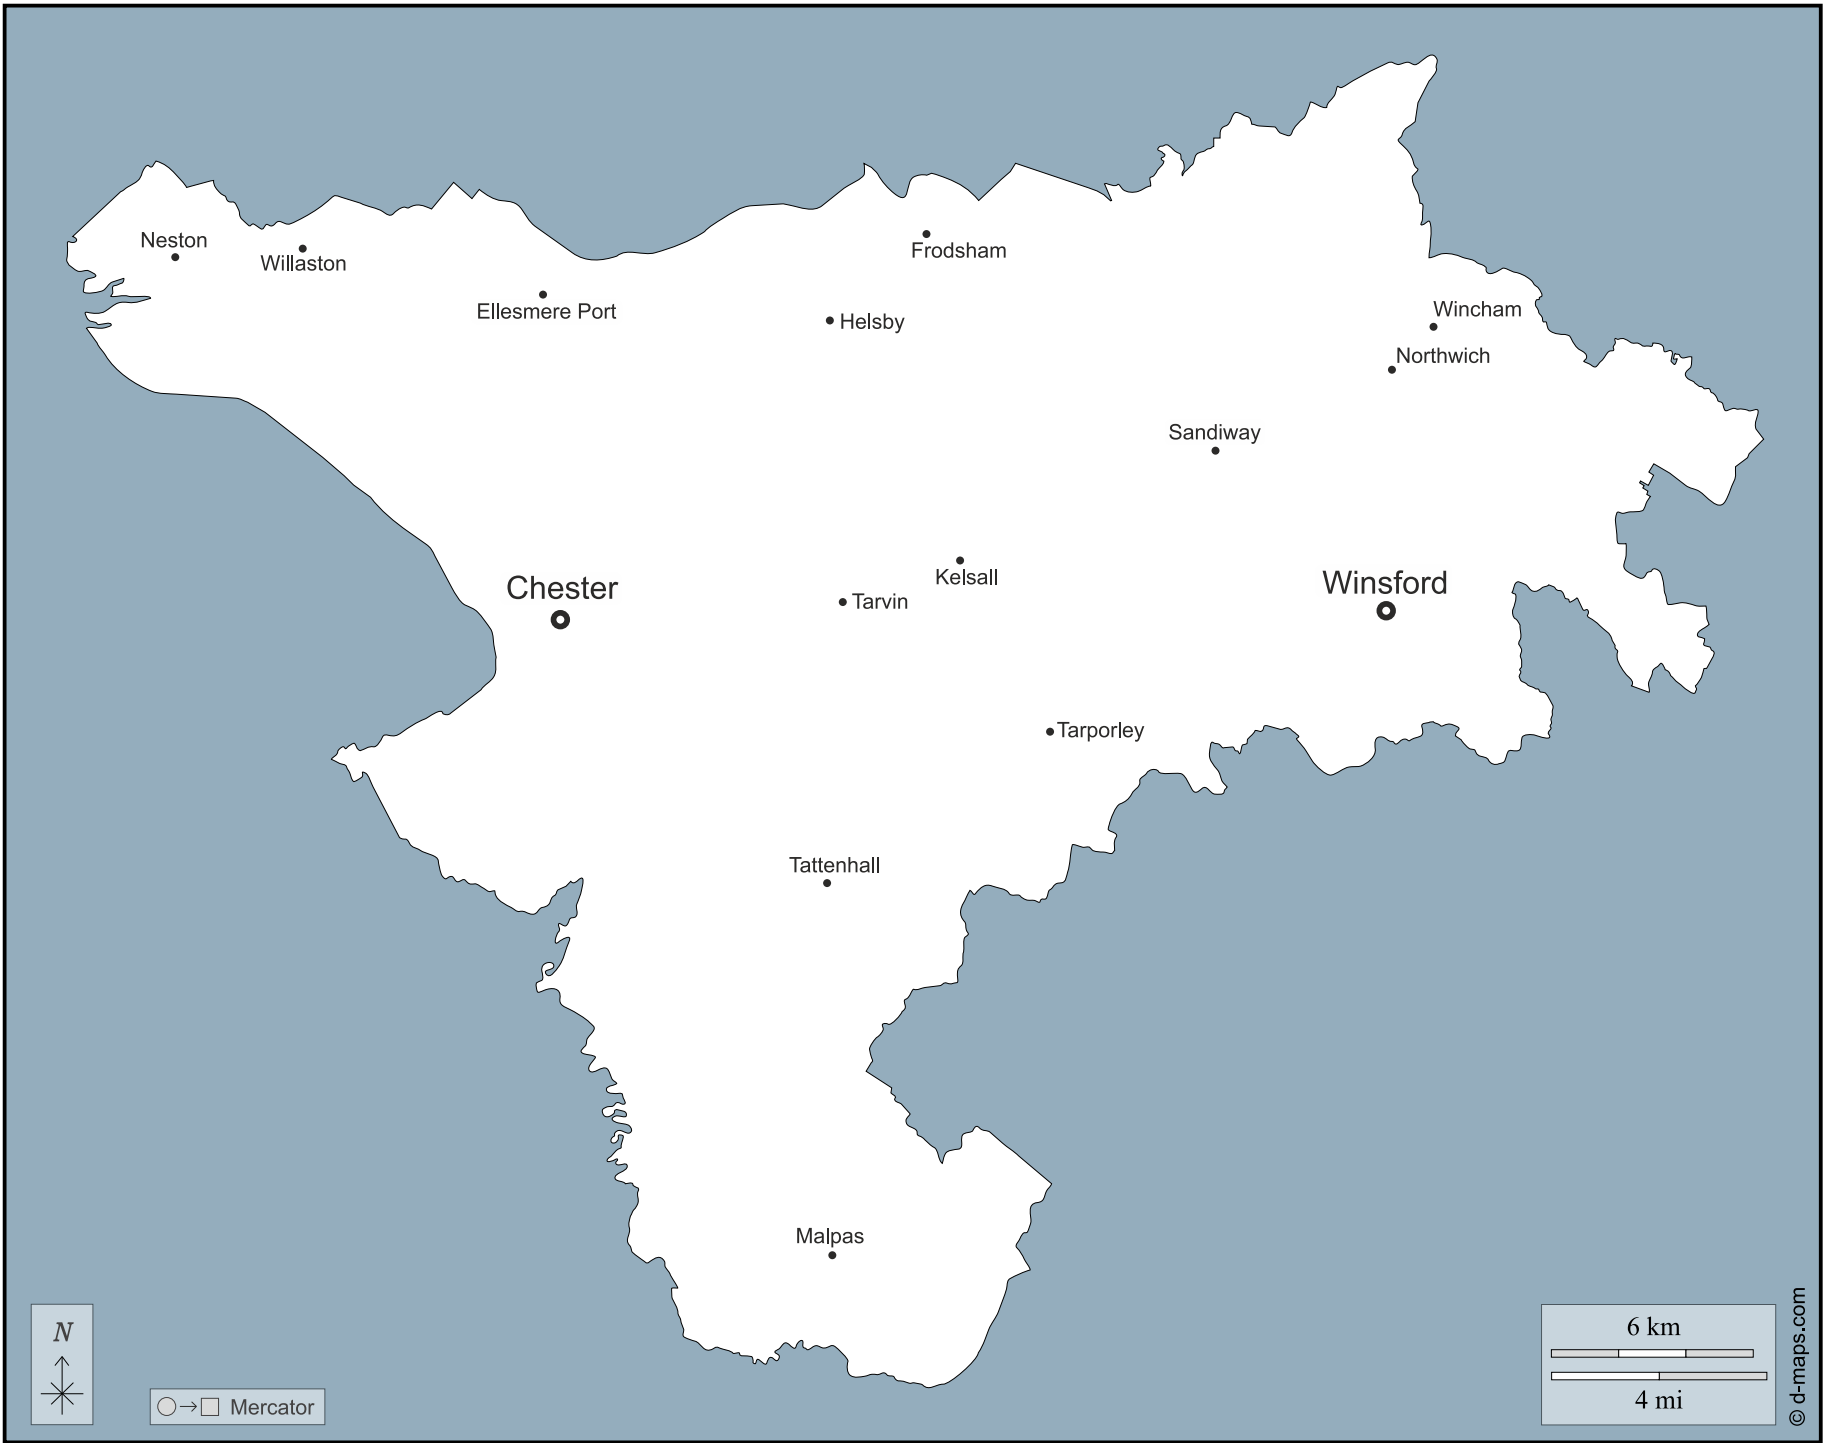 Neston
Willaston
Ellesmere Port
Frodsham
Helsby
Wincham
Northwich
Sandiway
Chester
Kelsall
Tarvin
Winsford
Tarporley
Tattenhall
Malpas
N
Mercator
6 km
4 mi
© d-maps.com